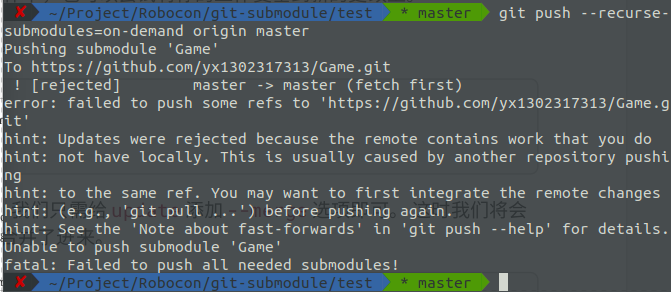 ✘ ~/Project/Robocon/git-submodule/test * master git push --recurse-
submodules=on-demand origin master
Pushing submodule 'Game'
To https://github.com/yx1302317313/Game.git
 ! [rejected]        master -> master (fetch first)
error: failed to push some refs to 'https://github.com/yx1302317313/Game.g
it'
hint: Updates were rejected because the remote contains work that you do
hint: not have locally. This is usually caused by another repository pushi
ng
hint: to the same ref. You may want to first integrate the remote changes
hint: (e.g., 'git pull ...') before pushing again.
hint: See the 'Note about fast-forwards' in 'git push --help' for details.
Unable to push submodule 'Game'
fatal: Failed to push all needed submodules!
✘ ~/Project/Robocon/git-submodule/test * master